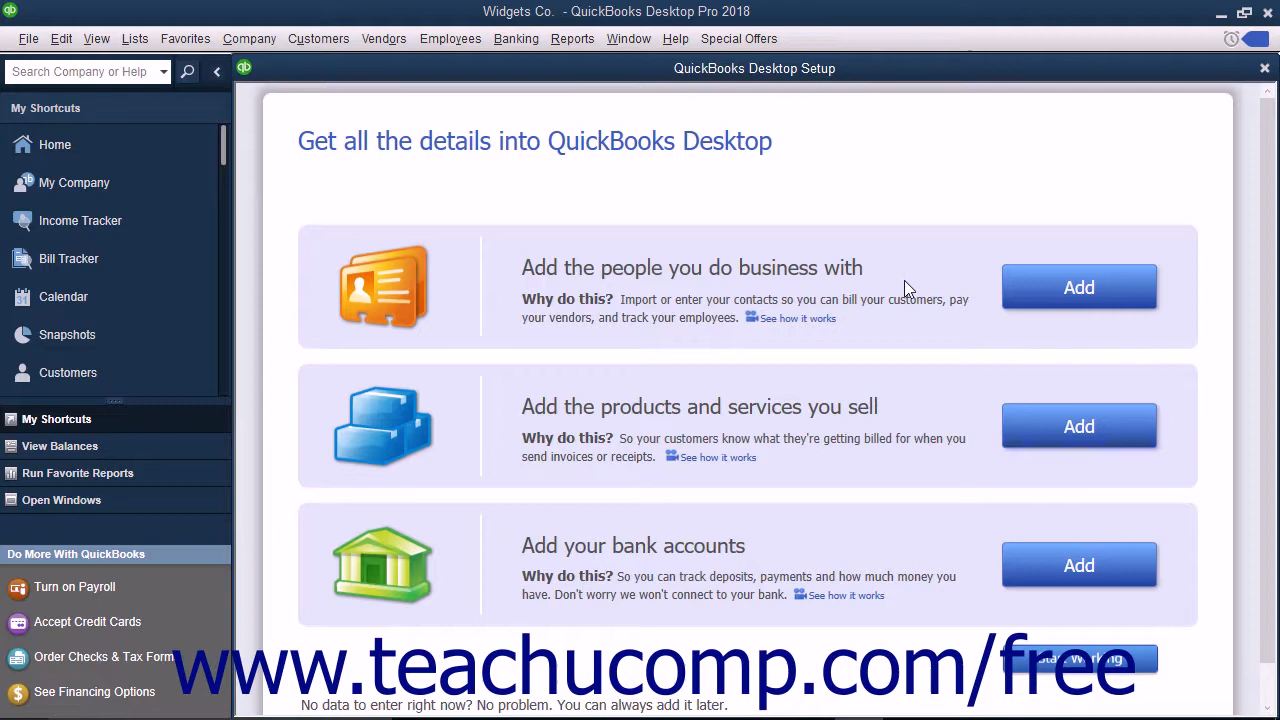 Widgets Co. - QuickBooks Desktop Pro 2018
File Edit View Lists Favorites Company Customers Vendors Employees Banking Reports Window Help Special Offers
Search Company or Help
QuickBooks Desktop Setup
My Shortcuts
Home
My Company
Income Tracker
Bill Tracker
Calendar
Snapshots
Customers
My Shortcuts
View Balances
Run Favorite Reports
Open Windows
Do More With QuickBooks
Turn on Payroll
Accept Credit Cards
Order Checks & Tax Form
See Financing Options
Get all the details into QuickBooks Desktop
Add the people you do business with
Why do this? Import or enter your contacts so you can bill your customers, pay
your vendors, and track your employees. See how it works
Add
Add the products and services you sell
Why do this? So your customers know what they're getting billed for when you
send invoices or receipts. See how it works
Add
Add your bank accounts
Why do this? So you can track deposits, payments and how much money you
have. Don't worry we won't connect to your bank. See how it works
Add
Start Working
www.teachucomp.com/free
No data to enter right now? No problem. You can always add it later.